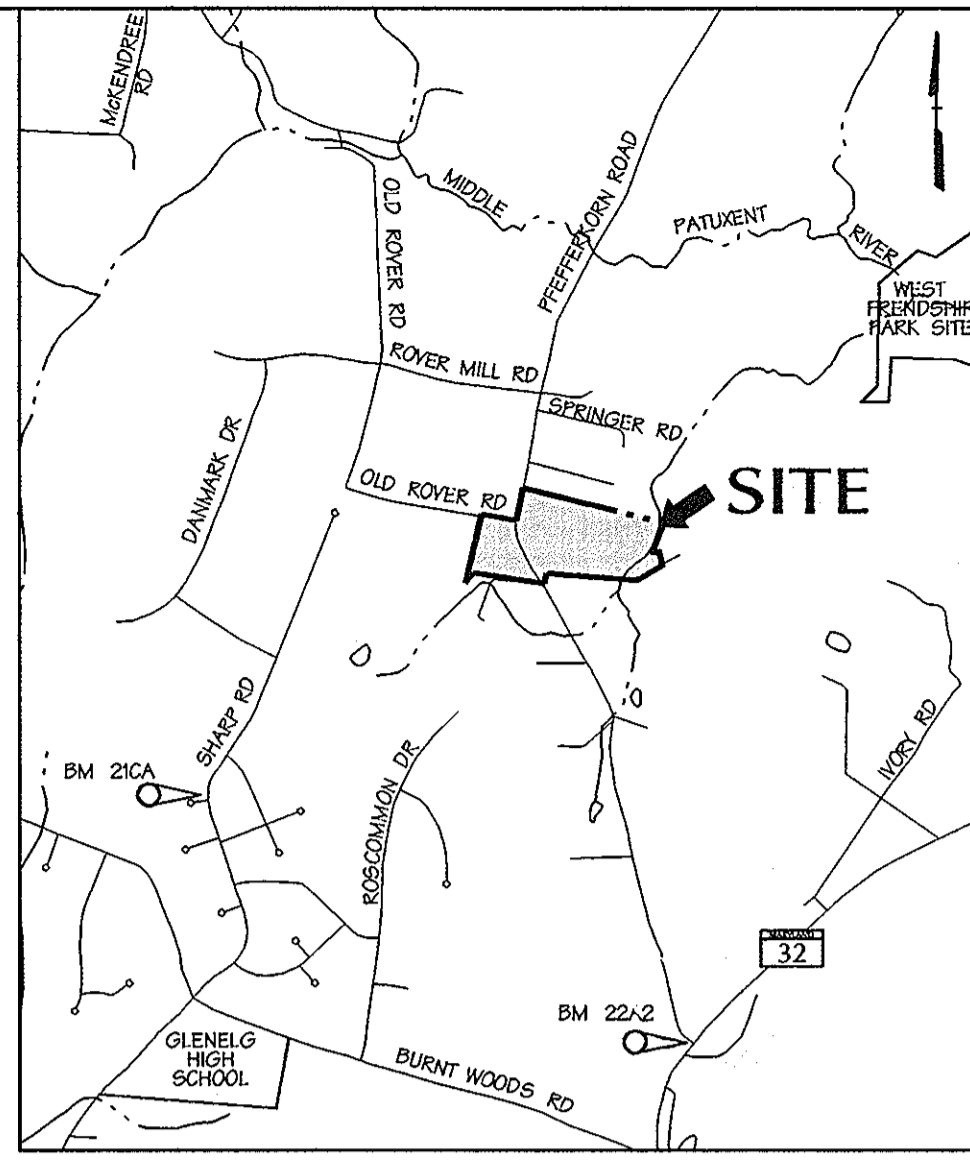 McKENDREE
RD
OLD ROVER RD
MIDDLE
PFEFFERKORN ROAD
PATUXENT
RIVER
WEST
FRENDSPHIP
PARK SITE
ROVER MILL RD
SPRINGER RD
DANMARK DR
OLD ROVER RD
SITE
SHARP RD
BM 21CA
ROSCOMMON DR
IVORY RD
MARYLAND
32
BM 22A2
GLENELG
HIGH
SCHOOL
BURNT WOODS RD